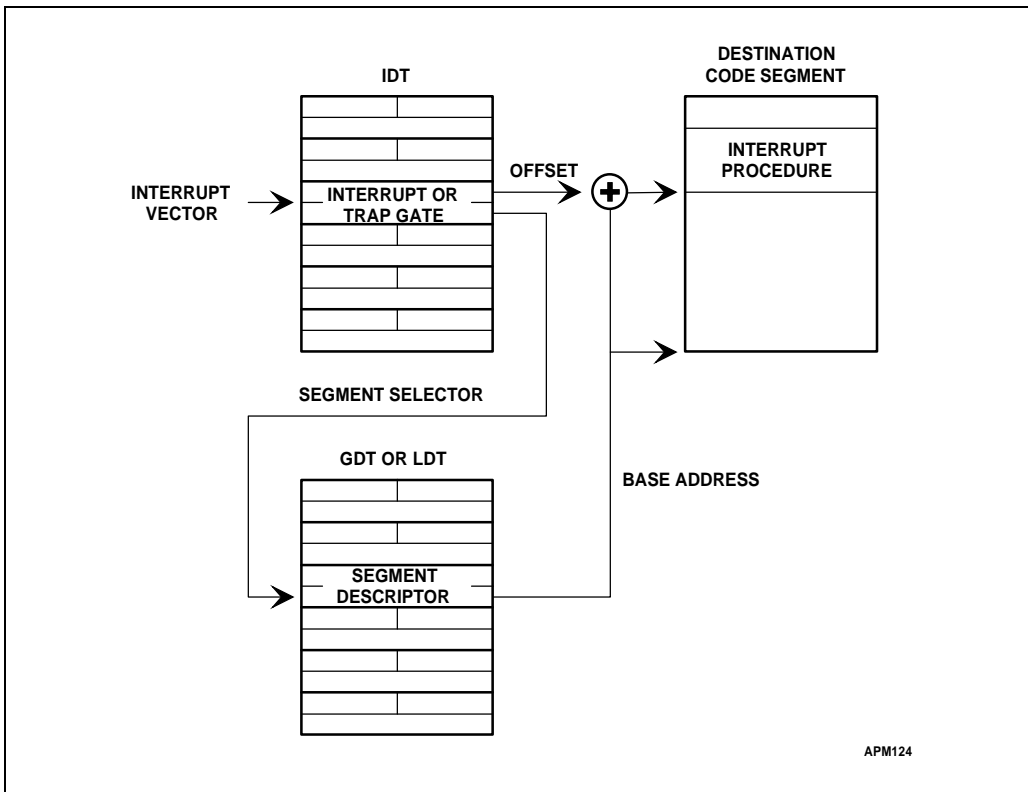 DESTINATION
CODE SEGMENT
IDT
INTERRUPT
PROCEDURE
OFFSET
INTERRUPT
VECTOR
INTERRUPT OR
TRAP GATE
SEGMENT SELECTOR
GDT OR LDT
BASE ADDRESS
SEGMENT
DESCRIPTOR
APM124